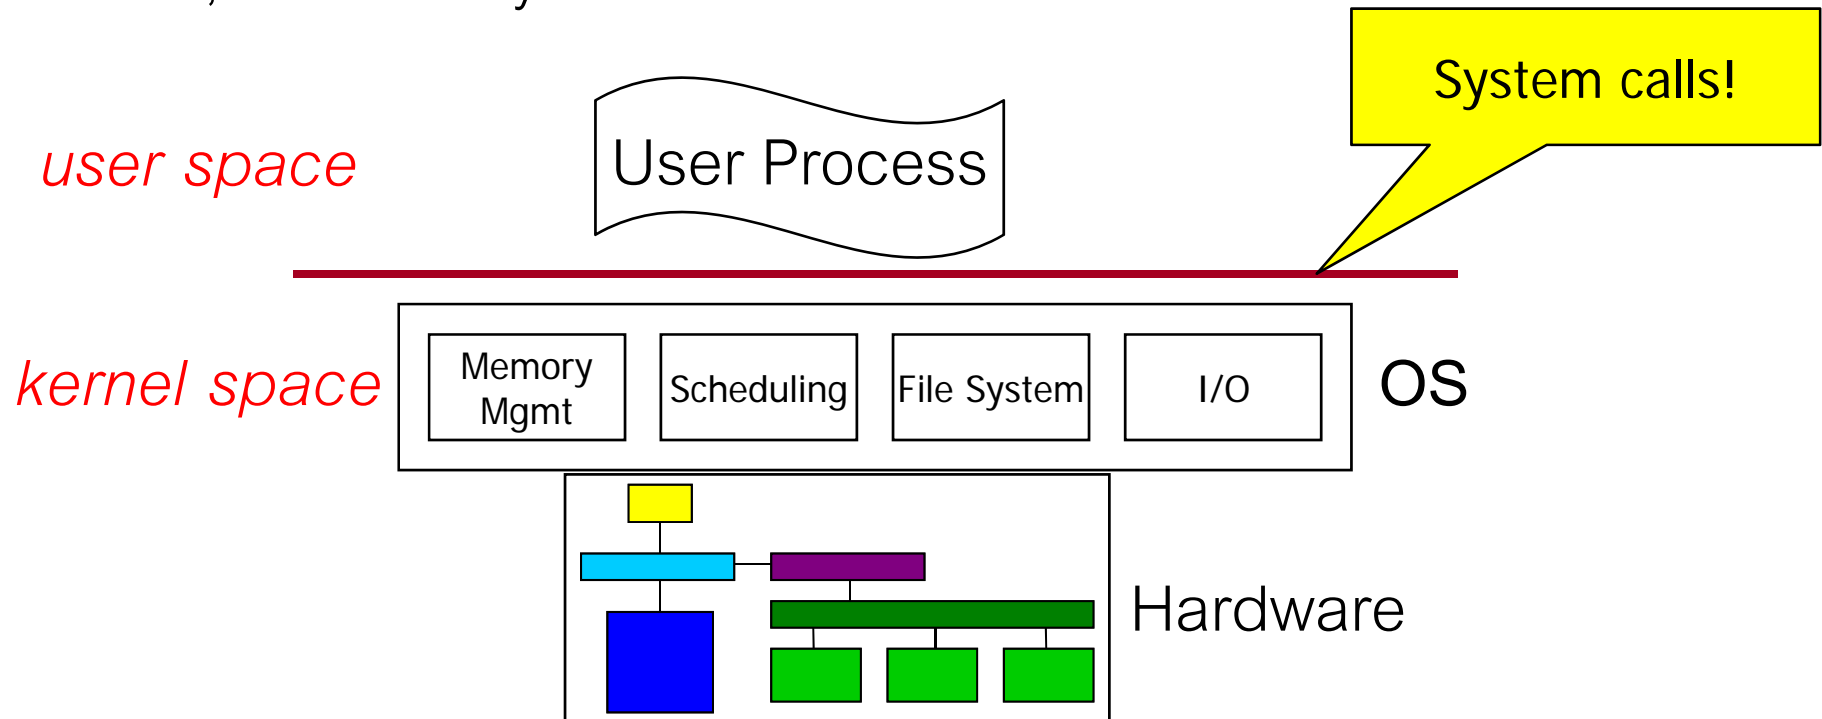 System calls!
user space
User Process
kernel space
Memory
Mgmt
Scheduling
File System
I/O
OS
Hardware